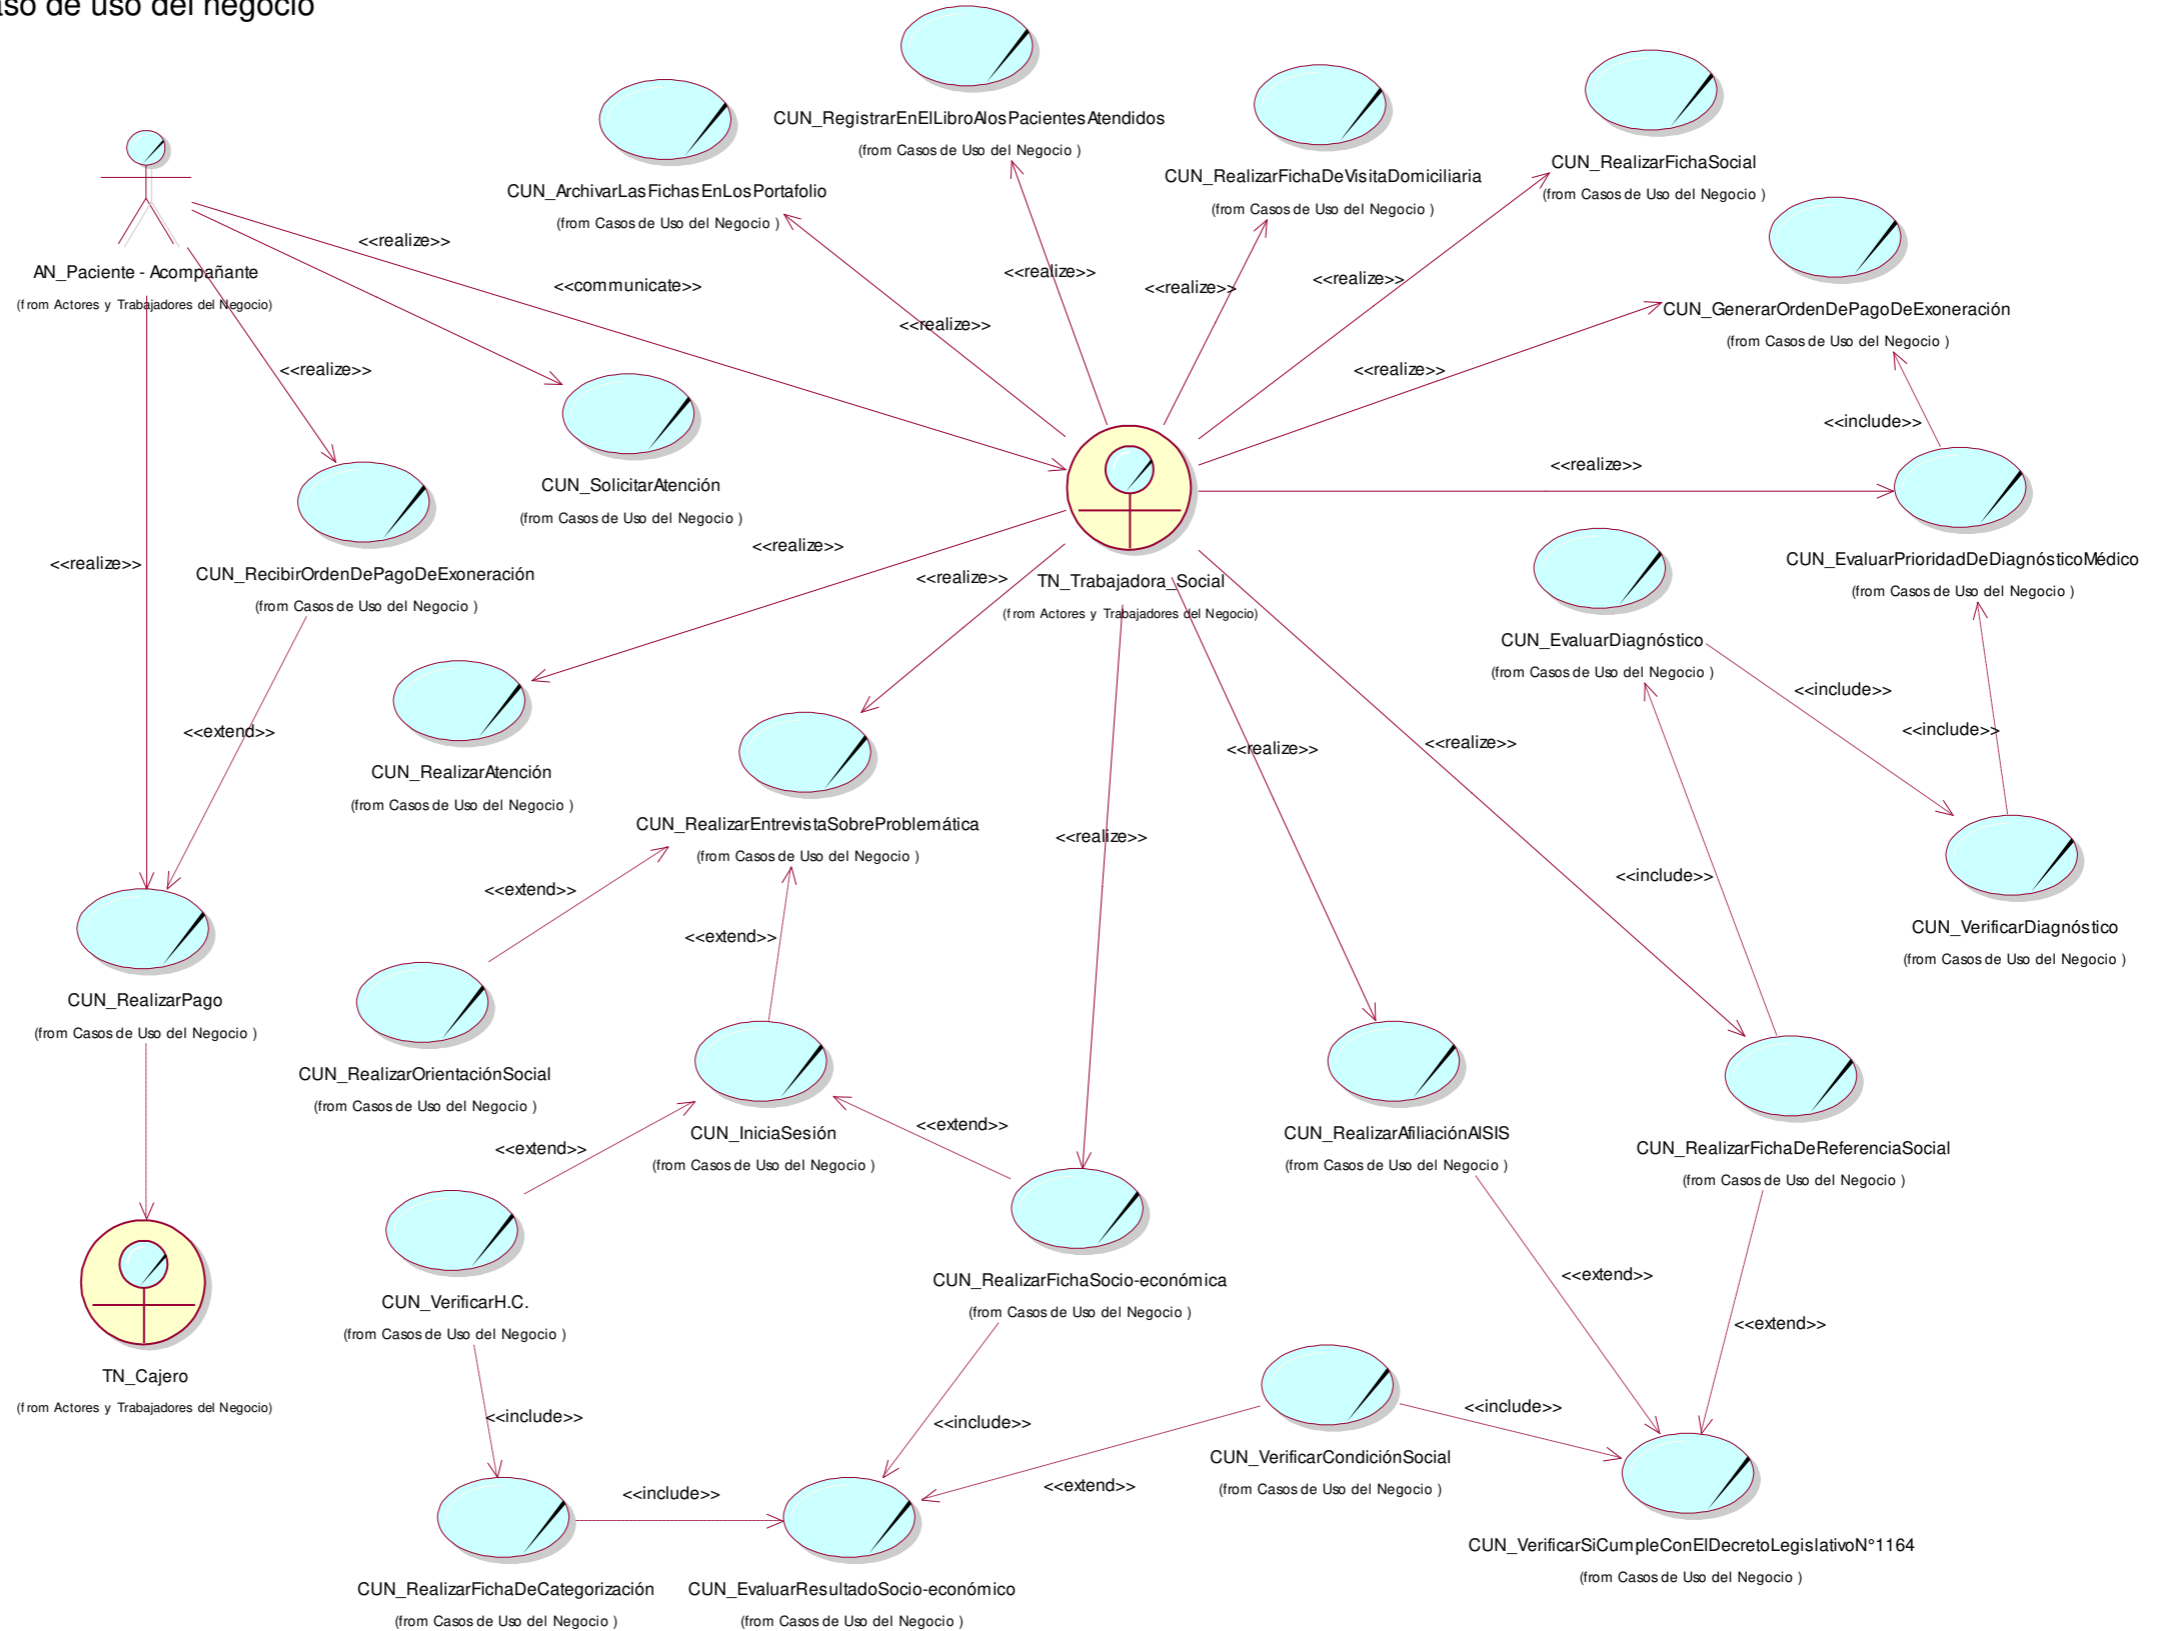 aso de uso del negocio
CUN_RegistrarEnElLibroAlosPacientesAtendidos
(from Casos de Uso del Negocio )
CUN_RealizarFichaSocial
(from Casos de Uso del Negocio )
CUN_RealizarFichaDeVisitaDomiciliaria
(from Casos de Uso del Negocio )
CUN_ArchivarLasFichasEnLosPortafolio
(from Casos de Uso del Negocio )
AN_Paciente - Acompañante
(from Actores y Trabajadores del Negocio)
<<realize>>
<<communicate>>
<<realize>>
<<realize>>
<<realize>>
<<realize>>
CUN_GenerarOrdenDePagoDeExoneración
(from Casos de Uso del Negocio )
<<realize>>
<<realize>>
<<include>>
<<realize>>
CUN_SolicitarAtención
(from Casos de Uso del Negocio )
<<realize>>
<<realize>>
<<realize>>
CUN_RecibirOrdenDePagoDeExoneración
(from Casos de Uso del Negocio )
TN_Trabajadora_Social
(from Actores y Trabajadores del Negocio)
CUN_EvaluarPrioridadDeDiagnósticoMédico
(from Casos de Uso del Negocio )
CUN_EvaluarDiagnóstico
(from Casos de Uso del Negocio )
<<include>>
<<include>>
<<extend>>
<<realize>>
<<realize>>
CUN_RealizarAtención
(from Casos de Uso del Negocio )
CUN_RealizarEntrevistaSobreProblemática
(from Casos de Uso del Negocio )
<<realize>>
<<extend>>
<<include>>
<<extend>>
CUN_VerificarDiagnóstico
(from Casos de Uso del Negocio )
CUN_RealizarPago
(from Casos de Uso del Negocio )
CUN_RealizarOrientaciónSocial
(from Casos de Uso del Negocio )
<<extend>>
<<extend>>
CUN_IniciaSesión
(from Casos de Uso del Negocio )
CUN_RealizarAfiliaciónAlSIS
(from Casos de Uso del Negocio )
CUN_RealizarFichaDeReferenciaSocial
(from Casos de Uso del Negocio )
CUN_RealizarFichaSocio-económica
(from Casos de Uso del Negocio )
<<extend>>
<<extend>>
CUN_VerificarH.C.
(from Casos de Uso del Negocio )
TN_Cajero
(from Actores y Trabajadores del Negocio)
<<include>>
<<include>>
<<include>>
CUN_VerificarCondiciónSocial
(from Casos de Uso del Negocio )
<<include>>
<<extend>>
CUN_VerificarSiCumpleConElDecretoLegislativoN°1164
(from Casos de Uso del Negocio )
CUN_RealizarFichaDeCategorización
(from Casos de Uso del Negocio )
CUN_EvaluarResultadoSocio-económico
(from Casos de Uso del Negocio )